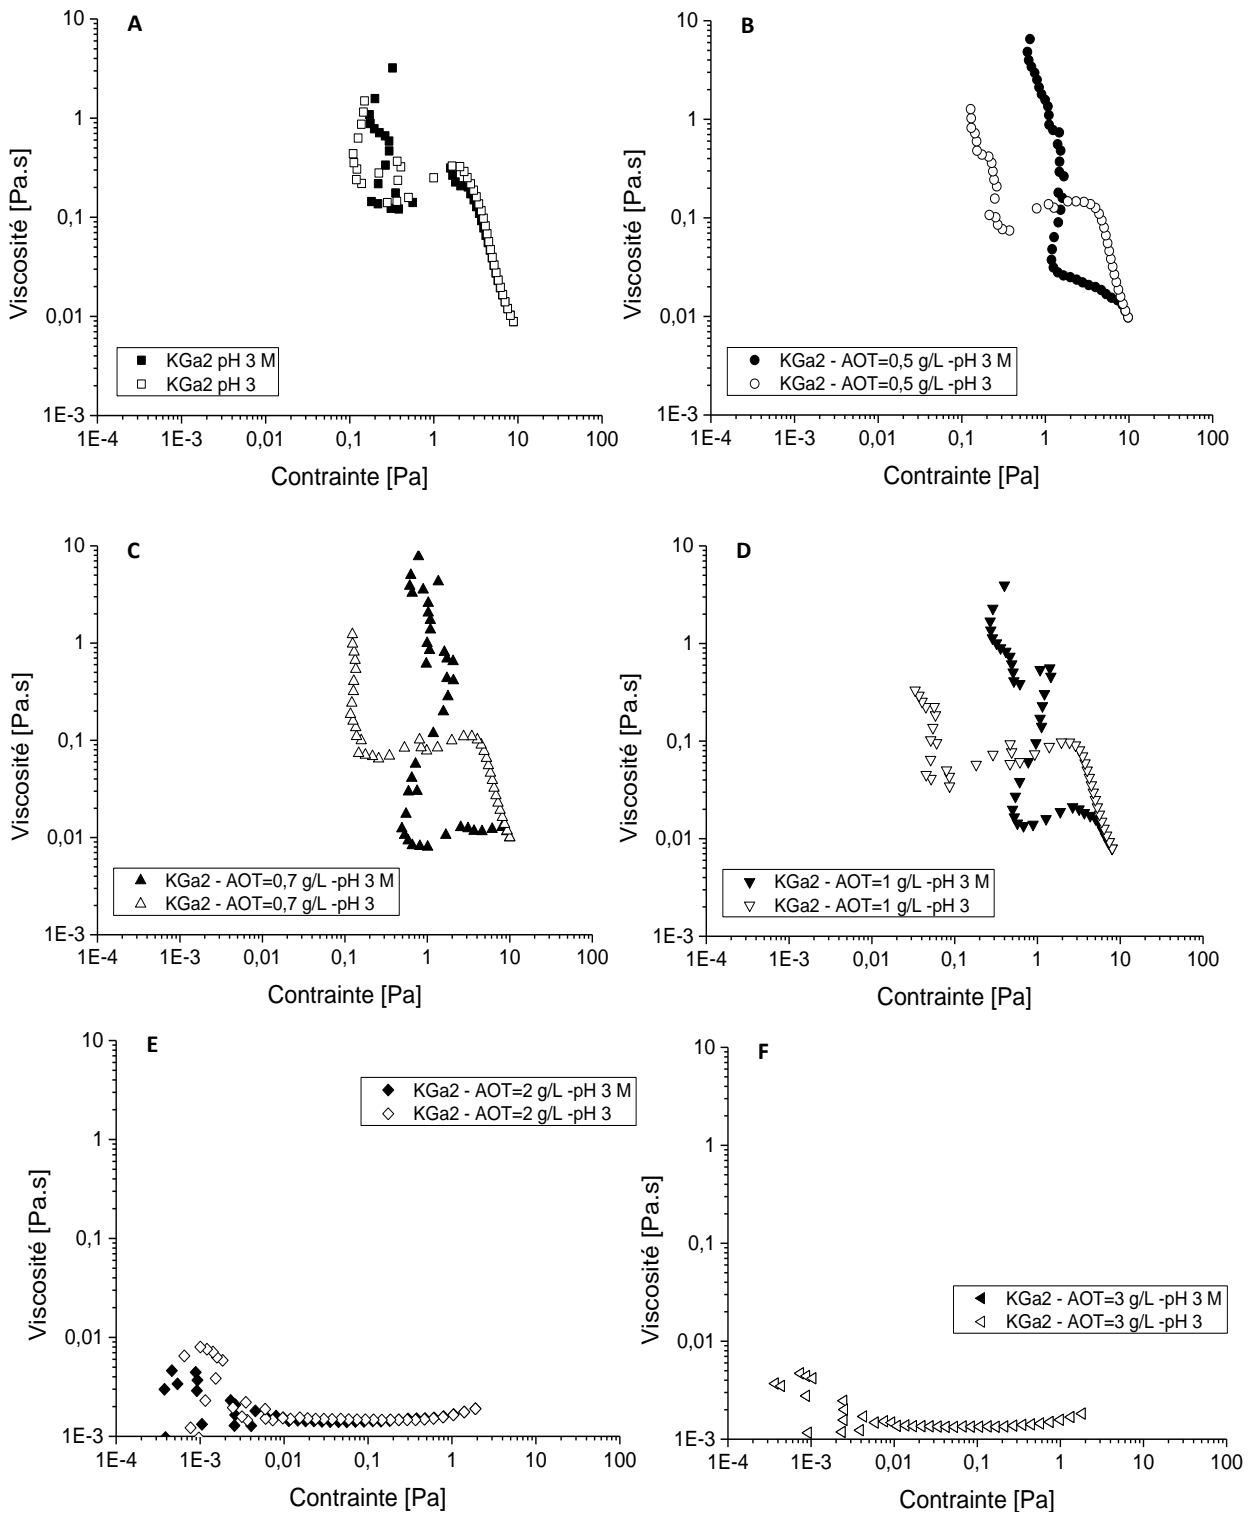 A
10
1
0,1
0,01
1E-3
1E-4 1E-3 0,01 0,1 1 10 100
Viscosité [Pa.s]
Contrainte [Pa]
KGa2 pH 3 M
KGa2 pH 3
B
10
1
0,1
0,01
1E-3
1E-4 1E-3 0,01 0,1 1 10 100
Viscosité [Pa.s]
Contrainte [Pa]
KGa2 - AOT=0,5 g/L -pH 3 M
KGa2 - AOT=0,5 g/L -pH 3
C
10
1
0,1
0,01
1E-3
1E-4 1E-3 0,01 0,1 1 10 100
Viscosité [Pa.s]
Contrainte [Pa]
KGa2 - AOT=0,7 g/L -pH 3 M
KGa2 - AOT=0,7 g/L -pH 3
D
10
1
0,1
0,01
1E-3
1E-4 1E-3 0,01 0,1 1 10 100
Viscosité [Pa.s]
Contrainte [Pa]
KGa2 - AOT=1 g/L -pH 3 M
KGa2 - AOT=1 g/L -pH 3
E
10
1
0,1
0,01
1E-3
1E-4 1E-3 0,01 0,1 1 10 100
Viscosité [Pa.s]
Contrainte [Pa]
KGa2 - AOT=2 g/L -pH 3 M
KGa2 - AOT=2 g/L -pH 3
F
10
1
0,1
0,01
1E-3
1E-4 1E-3 0,01 0,1 1 10 100
Viscosité [Pa.s]
Contrainte [Pa]
KGa2 - AOT=3 g/L -pH 3 M
KGa2 - AOT=3 g/L -pH 3